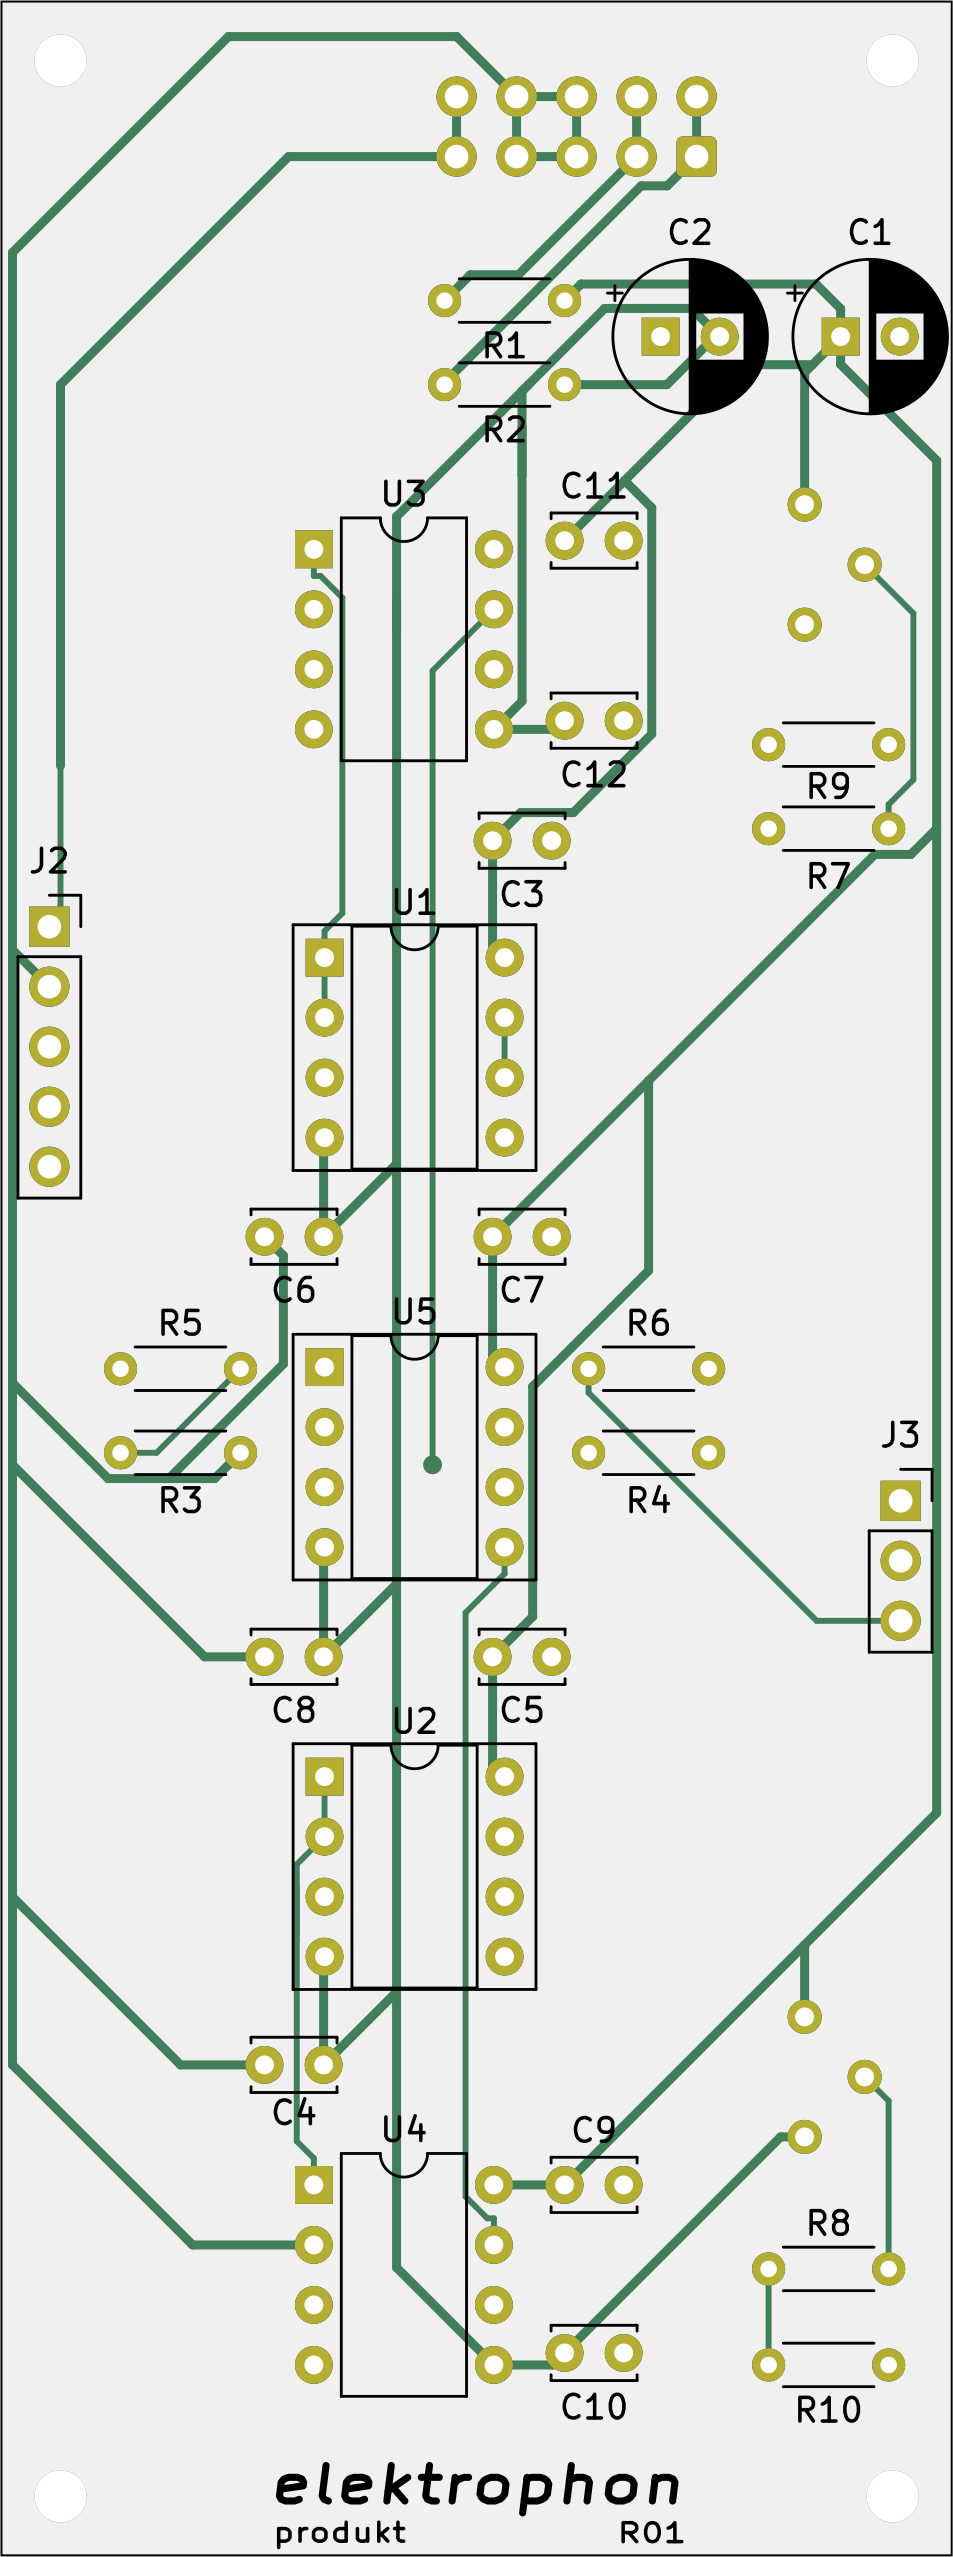 C2 C1
+ +
R1
R2
U3 C11
C12
R9
J2
R7
U1 C3
C6 C7
U5
R5 R6
J3
R3 R4
C8 C5
U2
C4
U4 C9
R8
C10 R10
elektrophon
produkt R01